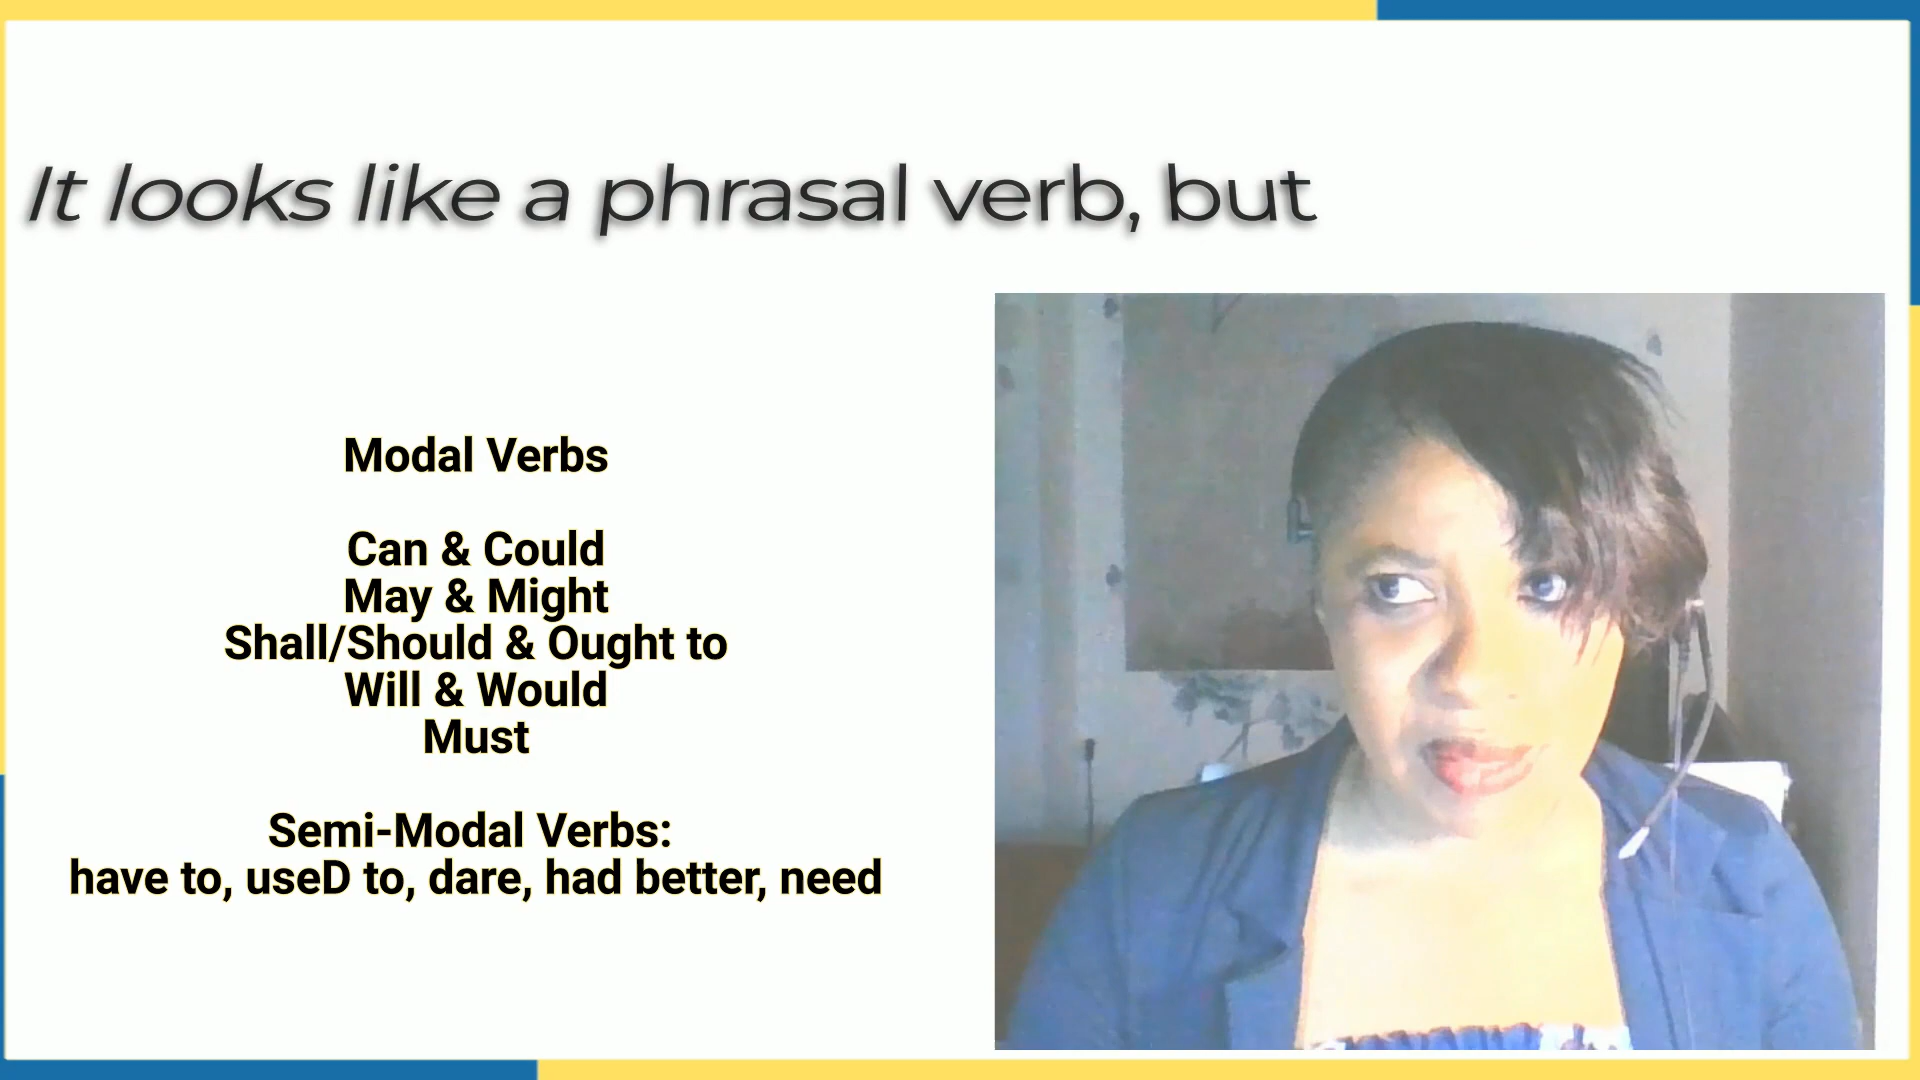 It looks like a phrasal verb, but
Modal Verbs
Can & Could
May & Might
Shall/Should & Ought to
Will & Would
Must
Semi-Modal Verbs:
have to, useD to, dare, had better, need